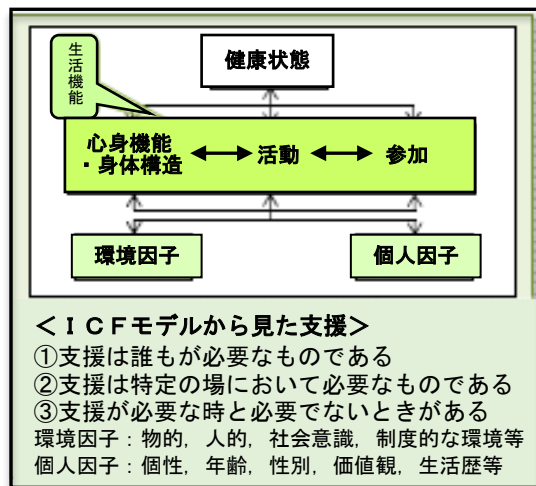 生活機能
健康状態
心身機能
・身体構造
活動
参加
環境因子
個人因子
＜ＩＣＦモデルから見た支援＞
①支援は誰もが必要なものである
②支援は特定の場において必要なものである
③支援が必要な時と必要でないときがある
環境因子：物的，人的，社会意識，制度的な環境等
個人因子：個性，年齢，性別，価値観，生活歴等